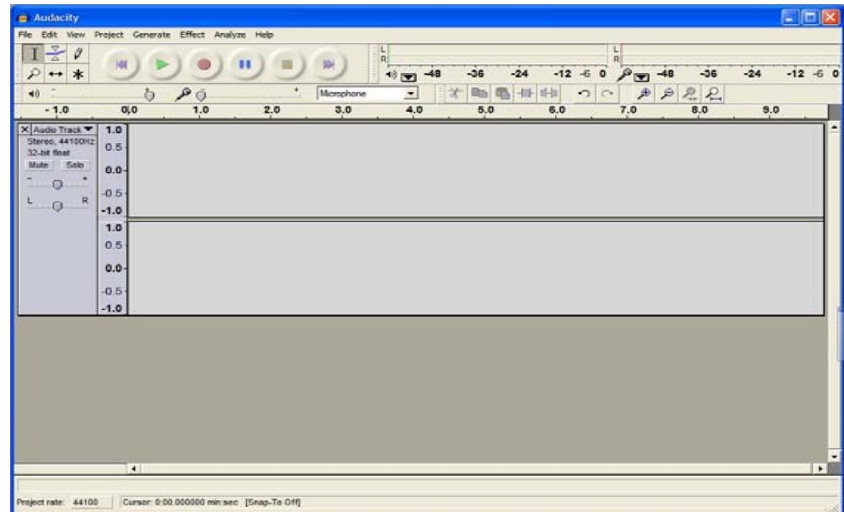 Audacity
File Edit View Project Generate Effect Analyze Help
L
R
-48 -36 -24 -12 -6 0
L
R
-48 -36 -24 -12 -6 0
- + - + Microphone
- 1.0 0,0 1.0 2.0 3.0 4.0 5.0 6.0 7.0 8.0 9.0
X Audio Track
Stereo, 44100Hz
32-bit float
Mute Solo
- +
L R
1.0
0.5
0.0
-0.5
-1.0
1.0
0.5
0.0
-0.5
-1.0
Project rate: 44100 Cursor: 0:00.000000 min:sec [Snap-To Off]